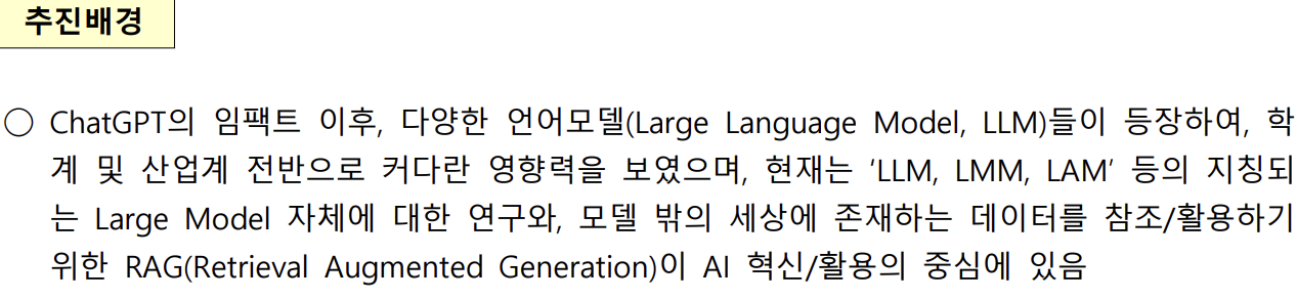 추진배경
○ ChatGPT의 임팩트 이후, 다양한 언어모델(Large Language Model, LLM)들이 등장하여, 학
계 및 산업계 전반으로 커다란 영향력을 보였으며, 현재는 ‘LLM, LMM, LAM’ 등의 지칭되
는 Large Model 자체에 대한 연구와, 모델 밖의 세상에 존재하는 데이터를 참조/활용하기
위한 RAG(Retrieval Augmented Generation)이 AI 혁신/활용의 중심에 있음